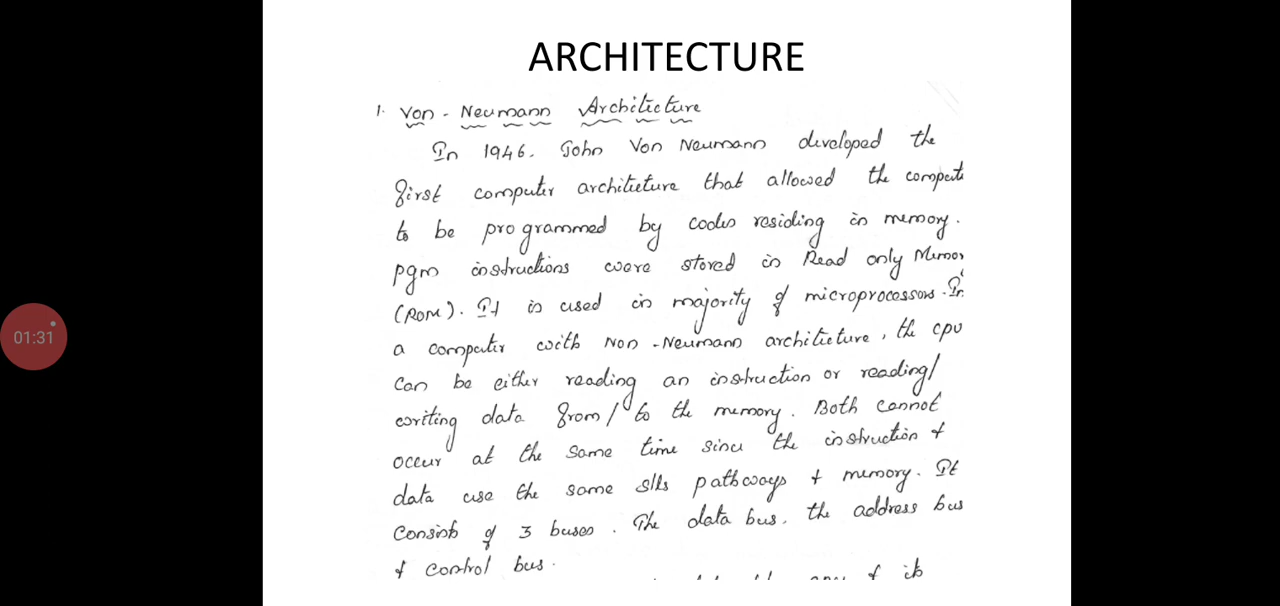 ARCHITECTURE
1. Von - Neumann Architecture
In 1946. John Von Neumann developed the
first computer architecture that allowed the compute
to be programmed by codes residing in memory.
pgm instructions were stored in Read only Memor
(ROM). It is used in majority of microprocessors. In
a computer with Non - Neumann architecture, the cpu
can be either reading an instruction or reading/
writing data from/to the memory. Both cannot
occur at the same time since the instruction &
01:31
data use the same slls pathways & memory. It
consists of 3 buses. The data bus, the address bus
& control bus.